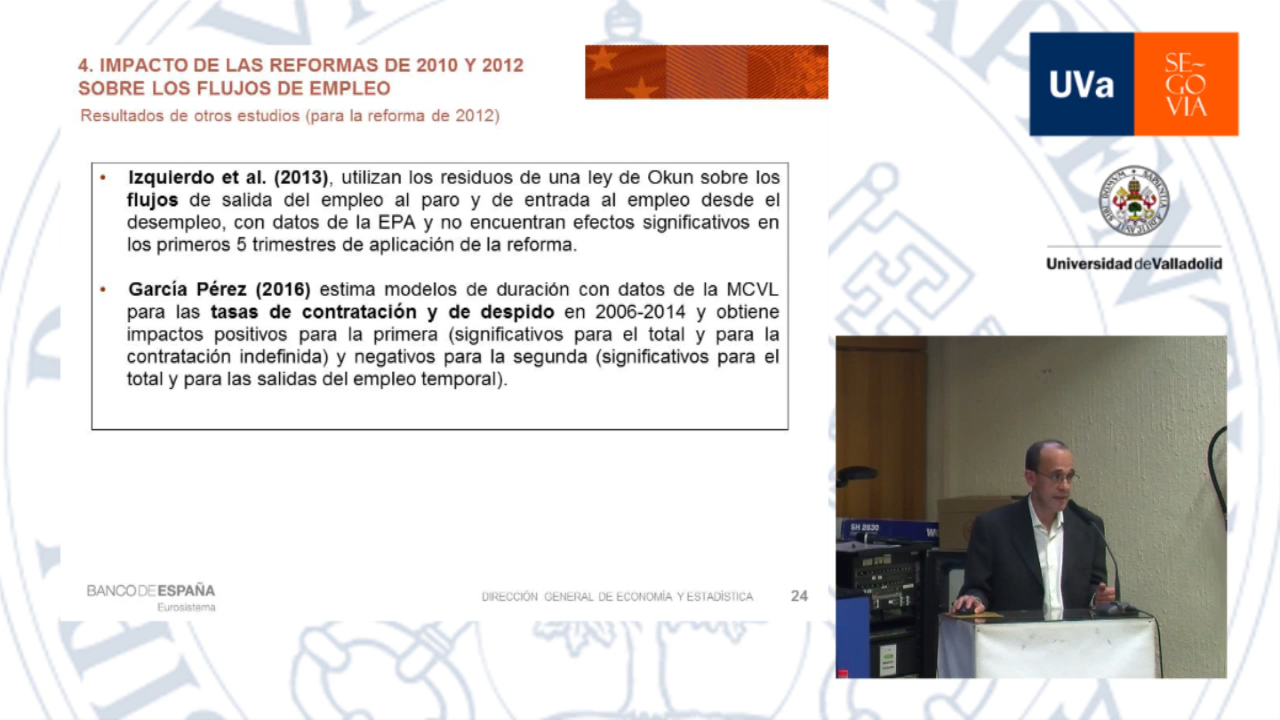 4. IMPACTO DE LAS REFORMAS DE 2010 Y 2012
SOBRE LOS FLUJOS DE EMPLEO
Resultados de otros estudios (para la reforma de 2012)
• Izquierdo et al. (2013), utilizan los residuos de una ley de Okun sobre los
flujos de salida del empleo al paro y de entrada al empleo desde el
desempleo, con datos de la EPA y no encuentran efectos significativos en
los primeros 5 trimestres de aplicación de la reforma.
• García Pérez (2016) estima modelos de duración con datos de la MCVL
para las tasas de contratación y de despido en 2006-2014 y obtiene
impactos positivos para la primera (significativos para el total y para la
contratación indefinida) y negativos para la segunda (significativos para el
total y para las salidas del empleo temporal).
BANCO DE ESPAÑA
Eurosistema
DIRECCIÓN GENERAL DE ECONOMÍA Y ESTADÍSTICA
24
UVa
SE~
GO
VIA
Universidad de Valladolid
SH 2830